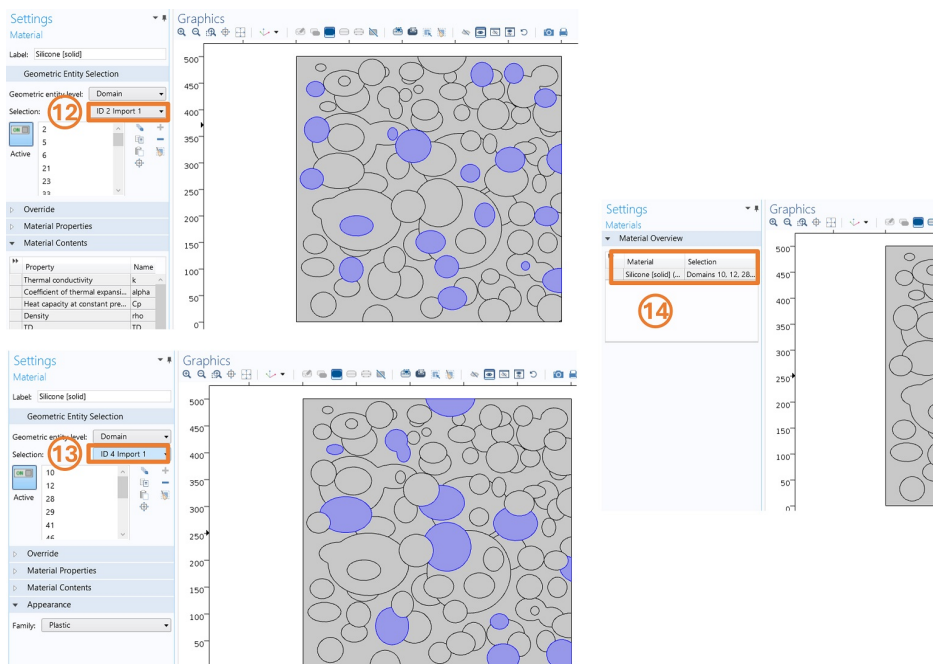 Settings
Material
Label: Silicone [solid]
Geometric Entity Selection
Geometric entity level: Domain
Selection: 12 ID 2 Import 1
Active
2
5
6
21
23
33
Override
Material Properties
Material Contents
Property Name
Thermal conductivity k
Coefficient of thermal expansi... alpha
Heat capacity at constant pre... Cp
Density rho
TD TD
Graphics
500
450
400
350
300
250
200
150
100
50
0
Settings
Material
Label: Silicone [solid]
Geometric Entity Selection
Geometric entity level: Domain
Selection: 13 ID 4 Import 1
Active
10
12
28
29
41
46
Override
Material Properties
Material Contents
Appearance
Family: Plastic
Graphics
500
450
400
350
300
250
200
150
100
50
Settings
Materials
Material Overview
Material Selection
Silicone [solid] (... Domains 10, 12, 28...
14
Graphics
500
450
400
350
300
250
200
150
100
50
0